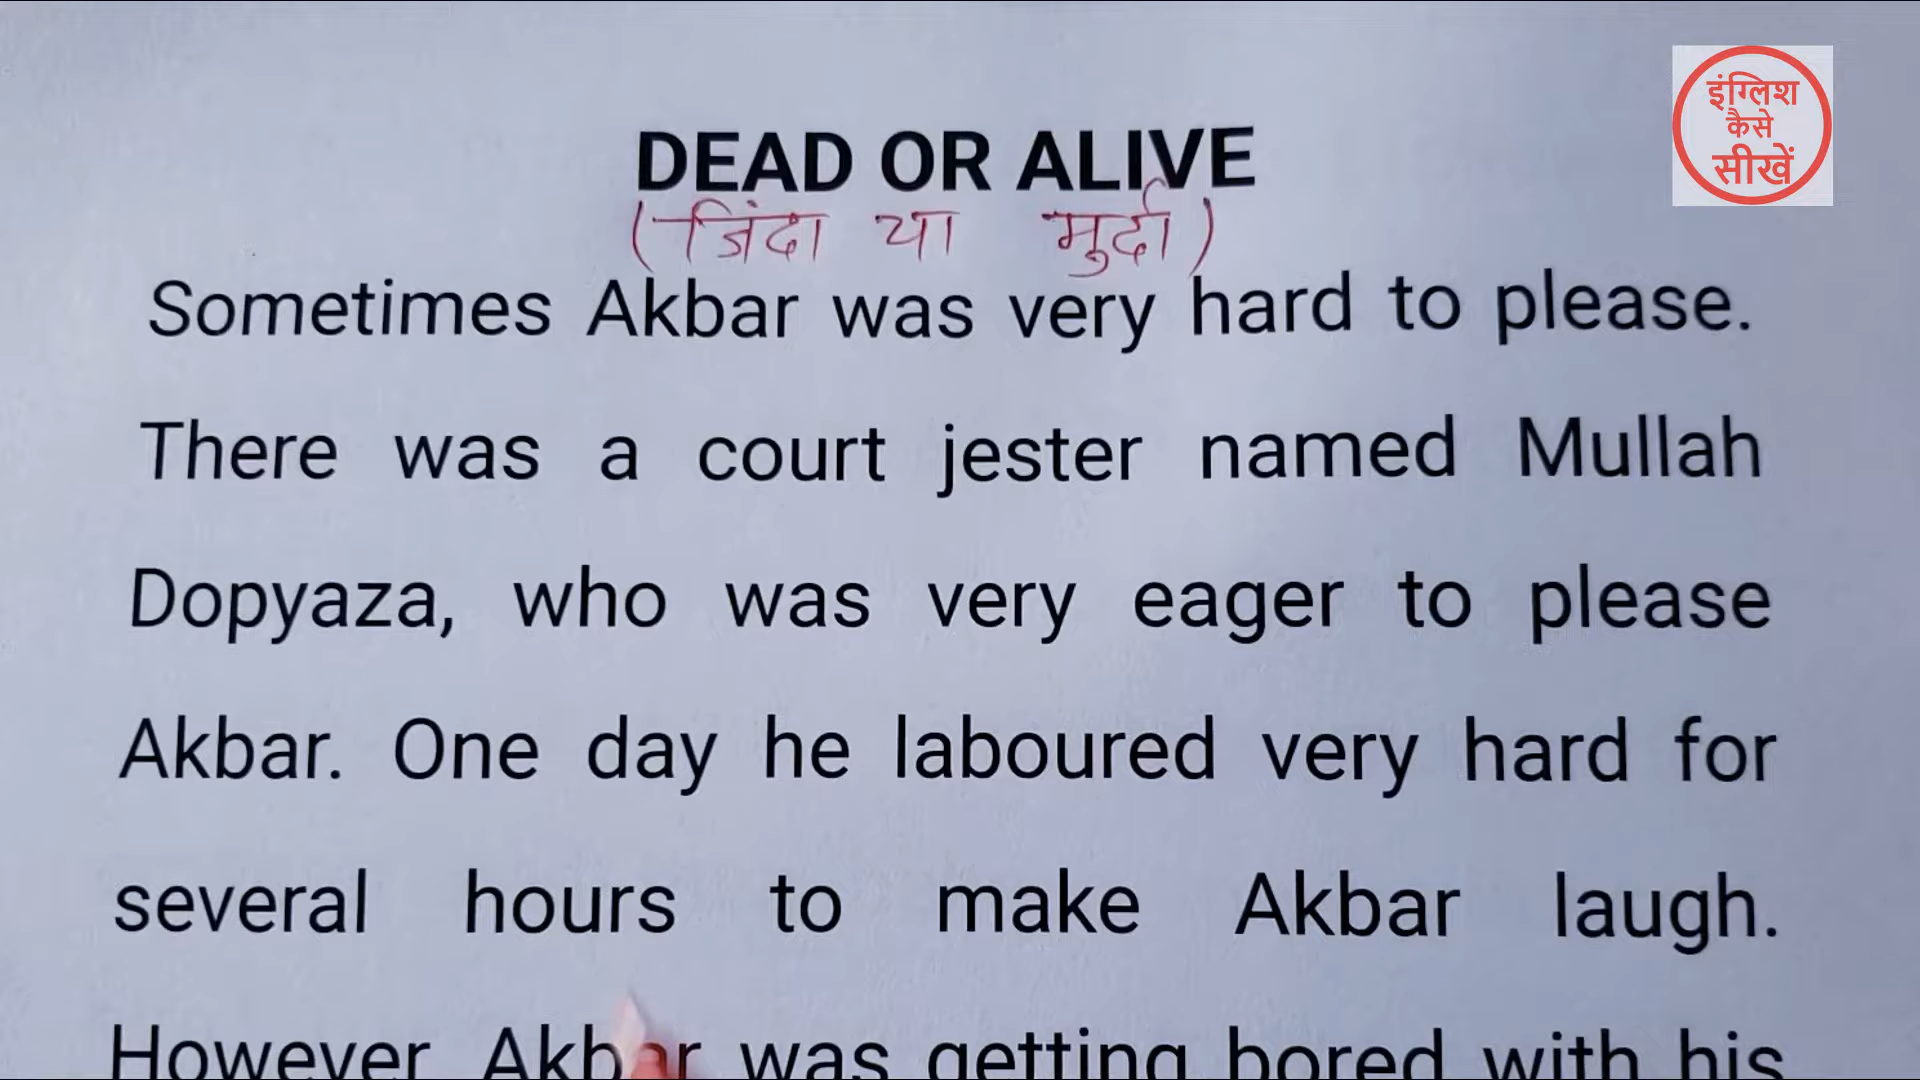 इंग्लिश
कैसे
सीखें
DEAD OR ALIVE
(जिंदा या मुर्दा)
Sometimes Akbar was very hard to please.
There was a court jester named Mullah
Dopyaza, who was very eager to please
Akbar. One day he laboured very hard for
several hours to make Akbar laugh.
However Akbar was getting bored with his